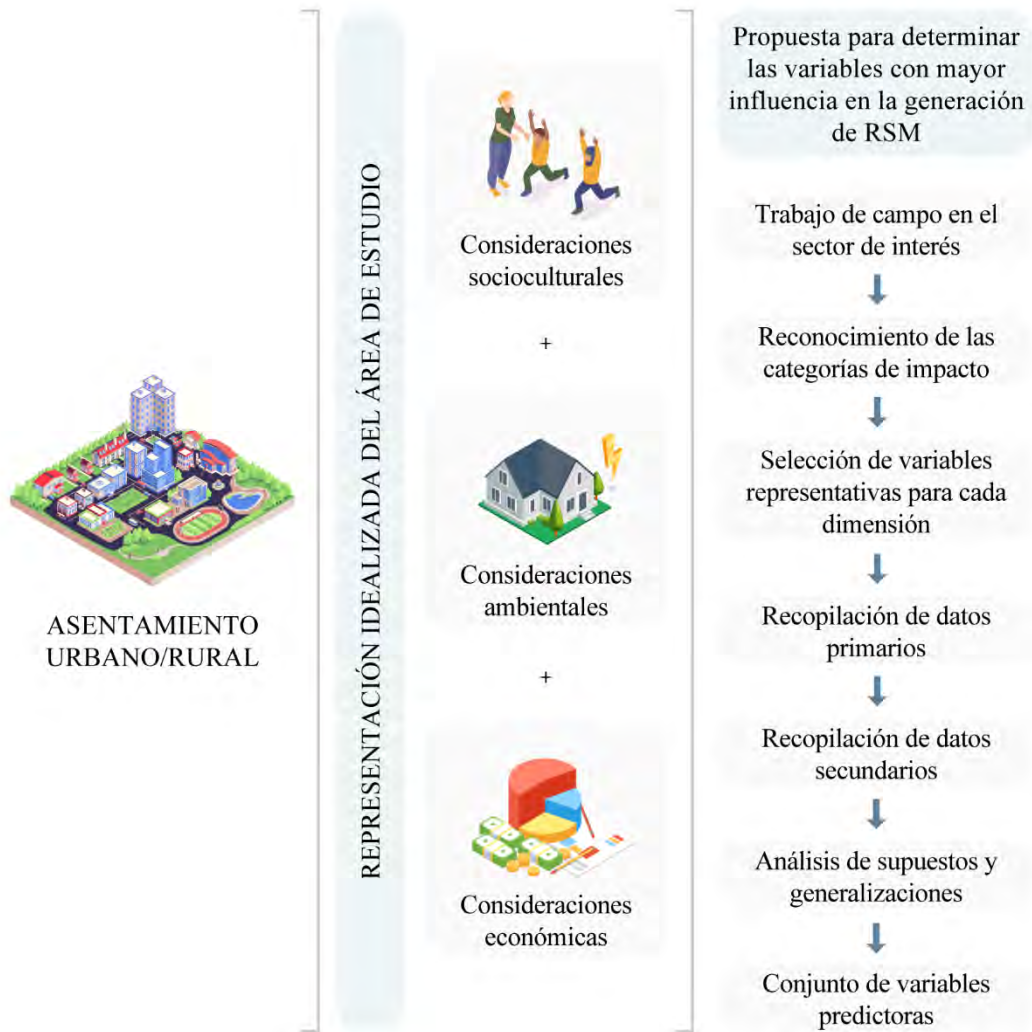 ASENTAMIENTO
URBANO/RURAL
REPRESENTACIÓN IDEALIZADA DEL ÁREA DE ESTUDIO
Consideraciones
socioculturales
+
Consideraciones
ambientales
+
Consideraciones
económicas
Propuesta para determinar
las variables con mayor
influencia en la generación
de RSM
Trabajo de campo en el
sector de interés
Reconocimiento de las
categorías de impacto
Selección de variables
representativas para cada
dimensión
Recopilación de datos
primarios
Recopilación de datos
secundarios
Análisis de supuestos y
generalizaciones
Conjunto de variables
predictoras